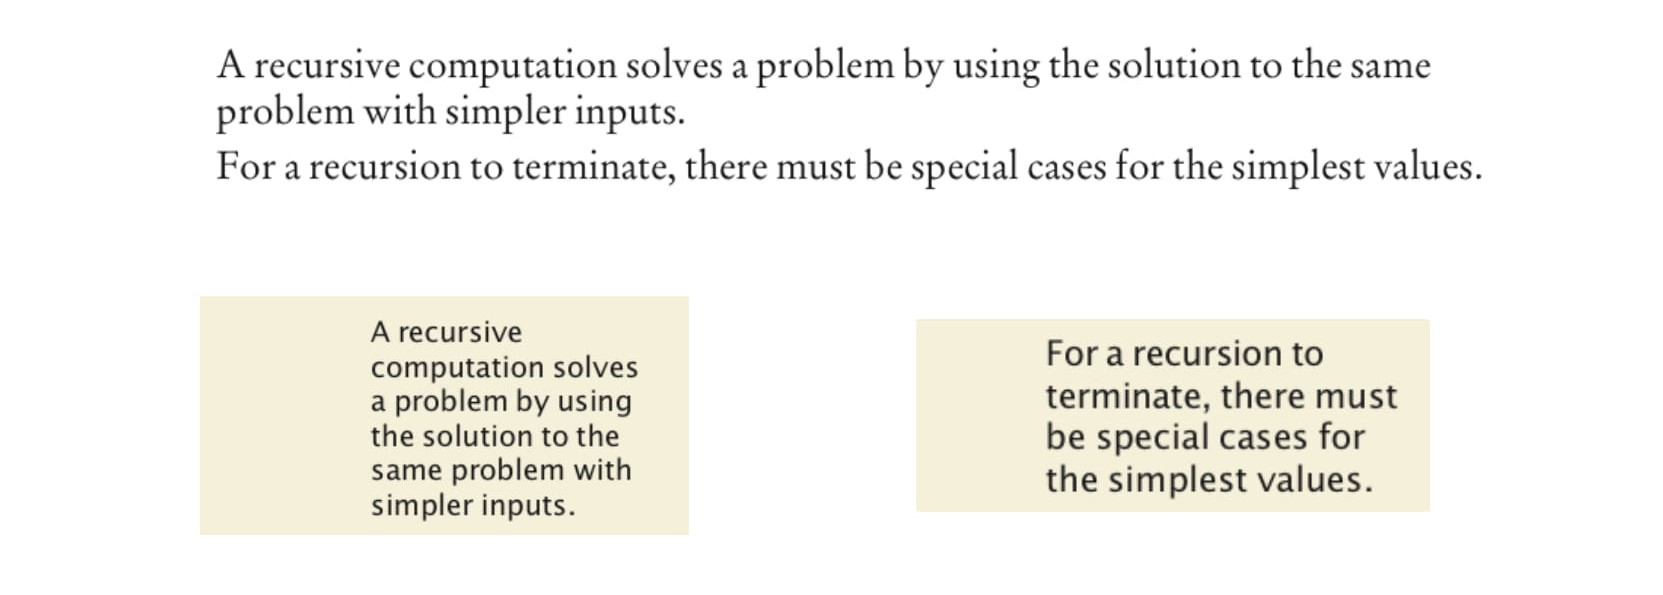 A recursive computation solves a problem by using the solution to the same
problem with simpler inputs.
For a recursion to terminate, there must be special cases for the simplest values.
A recursive
computation solves
a problem by using
the solution to the
same problem with
simpler inputs.
For a recursion to
terminate, there must
be special cases for
the simplest values.